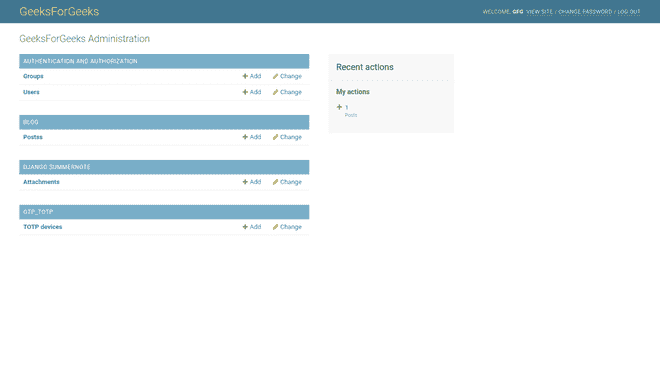 GeeksForGeeks
WELCOME, GFG. VIEW SITE / CHANGE PASSWORD / LOG OUT
GeeksForGeeks Administration
AUTHENTICATION AND AUTHORIZATION
Groups + Add Change
Users + Add Change
BLOG
Postss + Add Change
DJANGO SUMMERNOTE
Attachments + Add Change
OTP_TOTP
TOTP devices + Add Change
Recent actions
My actions
+ 1
Posts